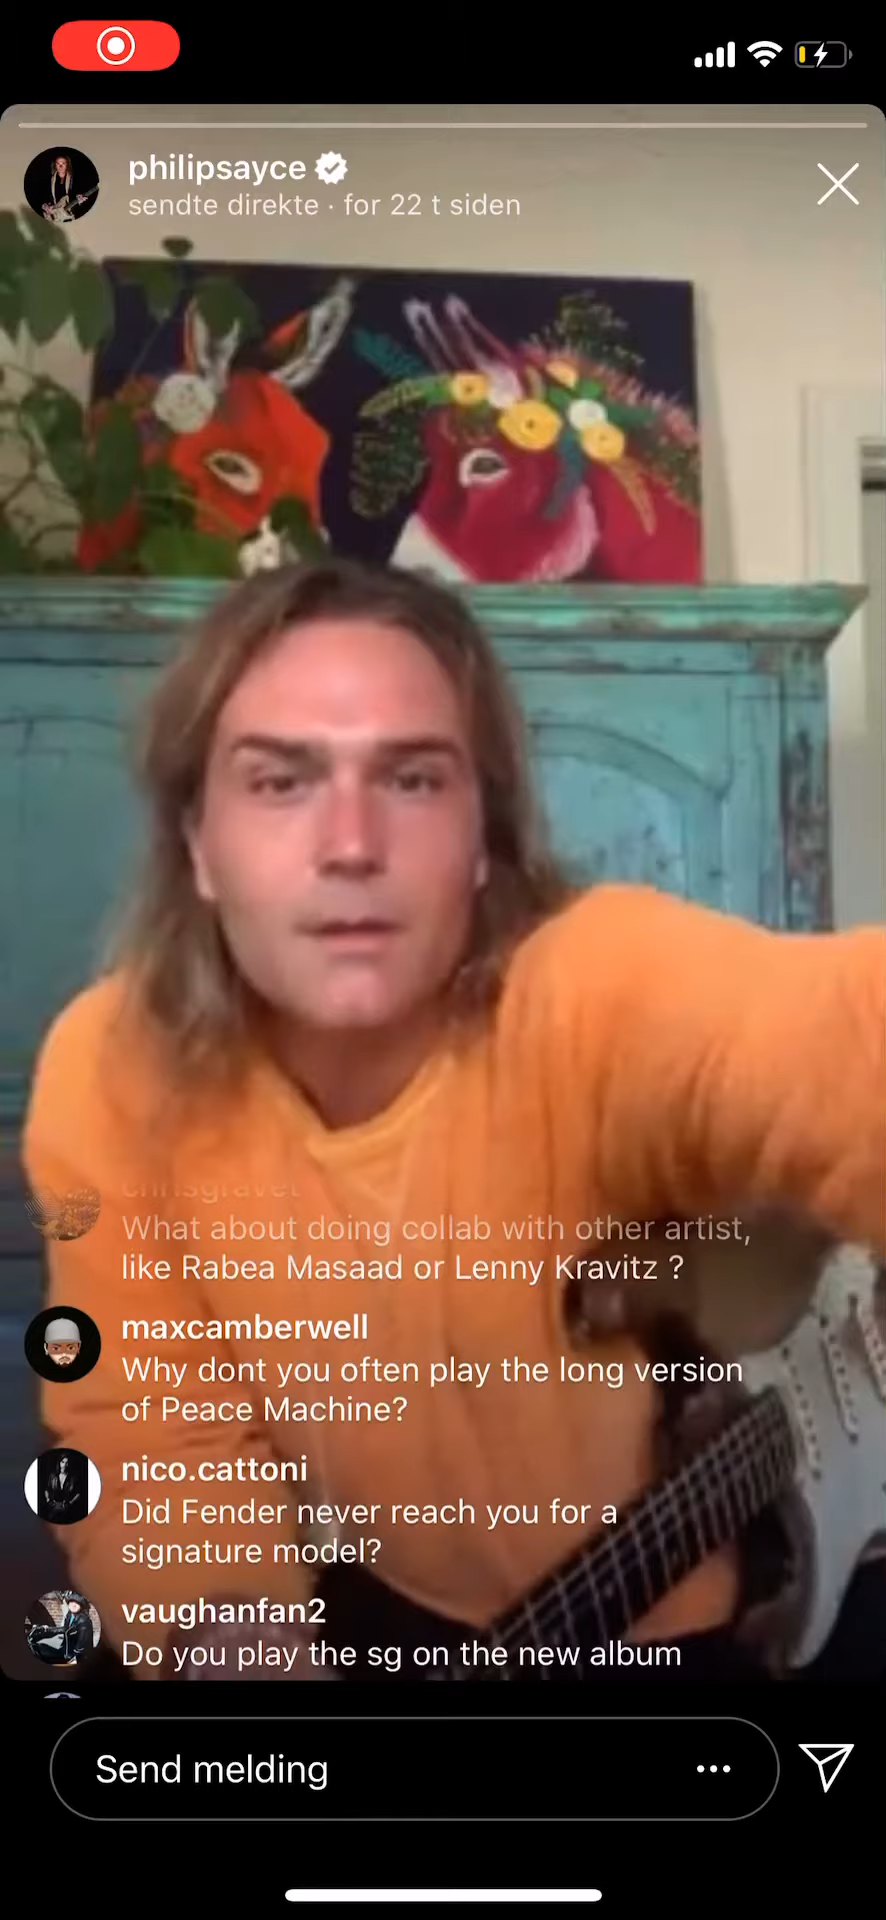 philipsayce
sendte direkte · for 22 t siden
chrisgravet
What about doing collab with other artist,
like Rabea Masaad or Lenny Kravitz ?
maxcamberwell
Why dont you often play the long version
of Peace Machine?
nico.cattoni
Did Fender never reach you for a
signature model?
vaughanfan2
Do you play the sg on the new album
Send melding